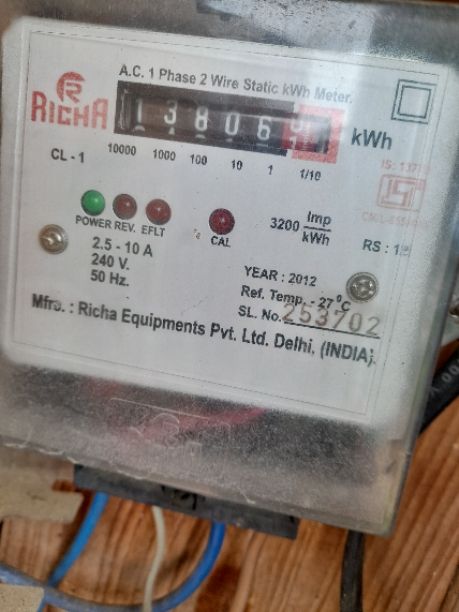 A.C. 1 Phase 2 Wire Static kWh Meter.
RICHA
13806
kWh
CL - 1
10000 1000 100 10 1 1/10
POWER REV. EFLT
CAL
3200 Imp/kWh
RS :
2.5 - 10 A
240 V.
50 Hz.
YEAR : 2012
Ref. Temp. - 27°C
SL. No. 253702
Mfrs. : Richa Equipments Pvt. Ltd. Delhi, (INDIA).